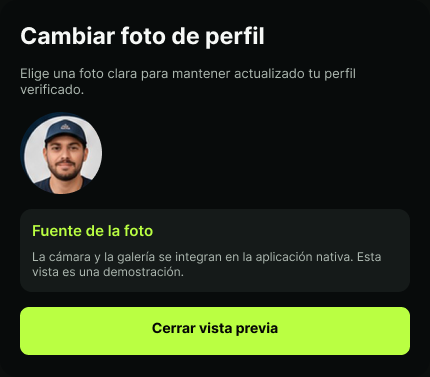 Cambiar foto de perfil
Elige una foto clara para mantener actualizado tu perfil
verificado.
Fuente de la foto
La cámara y la galería se integran en la aplicación nativa. Esta
vista es una demostración.
Cerrar vista previa